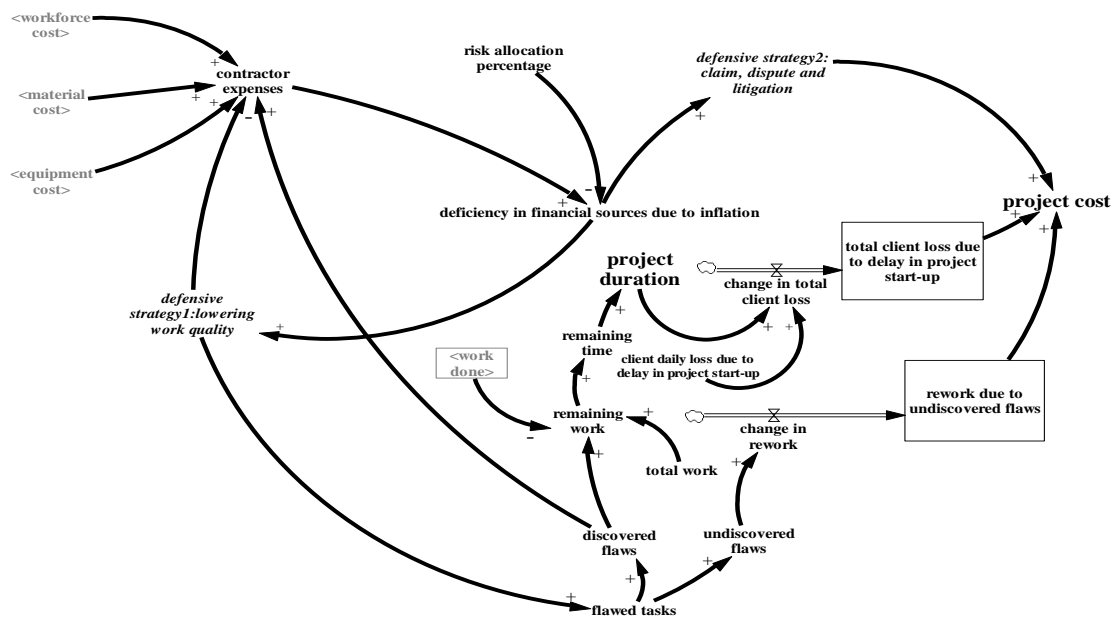 <workforce
cost>
<material
cost>
<equipment
cost>
contractor
expenses
risk allocation
percentage
defensive strategy2:
claim, dispute and
litigation
project cost
deficiency in financial sources due to inflation
project
duration
change in total
client loss
total client loss due
to delay in project
start-up
defensive
strategy1:lowering
work quality
remaining
time
client daily loss due to
delay in project start-up
<work
done>
remaining
work
total work
change in
rework
rework due to
undiscovered flaws
discovered
flaws
undiscovered
flaws
flawed tasks